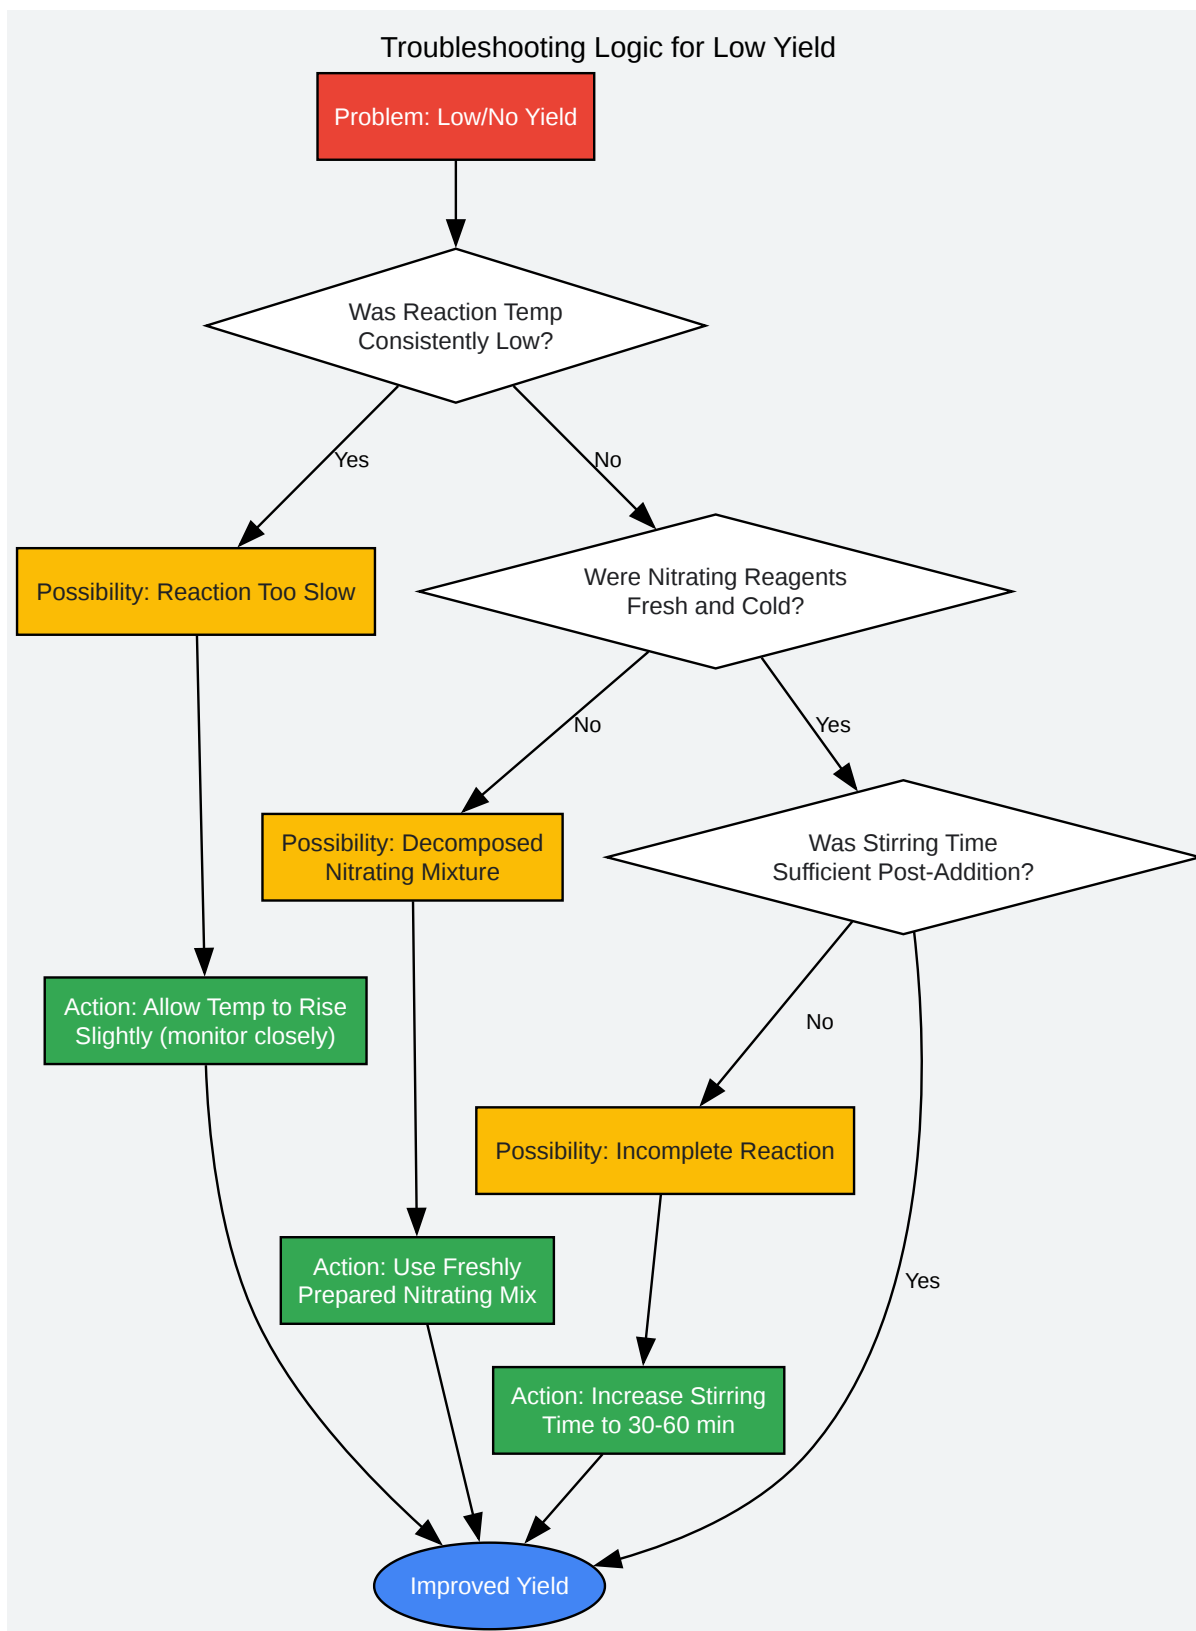 Troubleshooting Logic for Low Yield
Problem: Low/No Yield
Was Reaction Temp
Consistently Low?
Yes
No
Possibility: Reaction Too Slow
Were Nitrating Reagents
Fresh and Cold?
No
Yes
Possibility: Decomposed
Nitrating Mixture
Was Stirring Time
Sufficient Post-Addition?
Action: Allow Temp to Rise
Slightly (monitor closely)
No
Possibility: Incomplete Reaction
Action: Use Freshly
Prepared Nitrating Mix
Yes
Action: Increase Stirring
Time to 30-60 min
Improved Yield